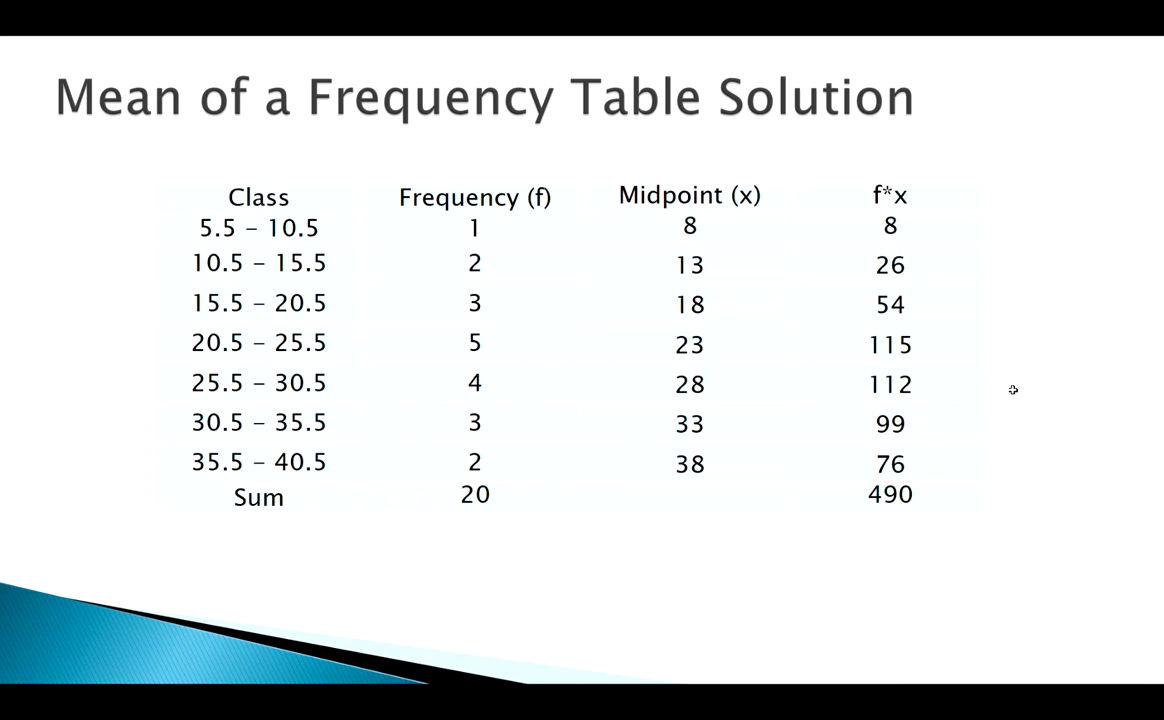 Mean of a Frequency Table Solution
Class Frequency (f) Midpoint (x) f*x
5.5 – 10.5 1 8 8
10.5 – 15.5 2 13 26
15.5 – 20.5 3 18 54
20.5 – 25.5 5 23 115
25.5 – 30.5 4 28 112
30.5 – 35.5 3 33 99
35.5 – 40.5 2 38 76
Sum 20 490